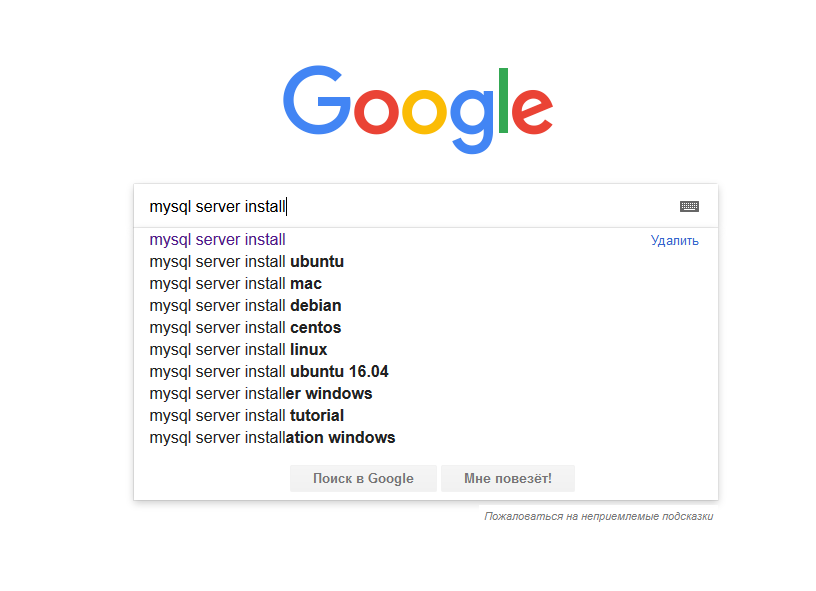 Google
mysql server install
mysql server install Удалить
mysql server install ubuntu
mysql server install mac
mysql server install debian
mysql server install centos
mysql server install linux
mysql server install ubuntu 16.04
mysql server installer windows
mysql server install tutorial
mysql server installation windows
Поиск в Google Мне повезёт!
Пожаловаться на неприемлемые подсказки